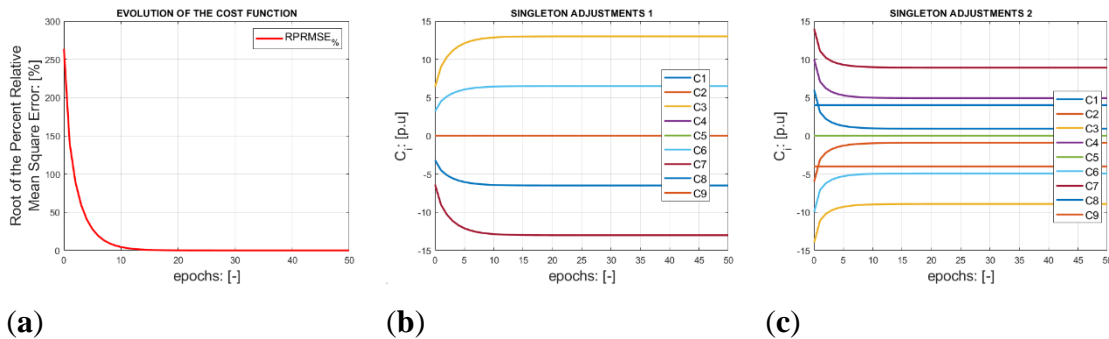 EVOLUTION OF THE COST FUNCTION
Root of the Percent Relative
Mean Square Error: [%]
300
250
200
150
100
50
0
RPRMSE%
0 10 20 30 40 50
epochs: [-]
(a)
SINGLETON ADJUSTMENTS 1
C_i: [p.u]
15
10
5
0
-5
-10
-15
C1
C2
C3
C4
C5
C6
C7
C8
C9
0 5 10 15 20 25 30 35 40 45 50
epochs: [-]
(b)
SINGLETON ADJUSTMENTS 2
C_i: [p.u]
15
10
5
0
-5
-10
-15
C1
C2
C3
C4
C5
C6
C7
C8
C9
0 5 10 15 20 25 30 35 40 45 50
epochs: [-]
(c)